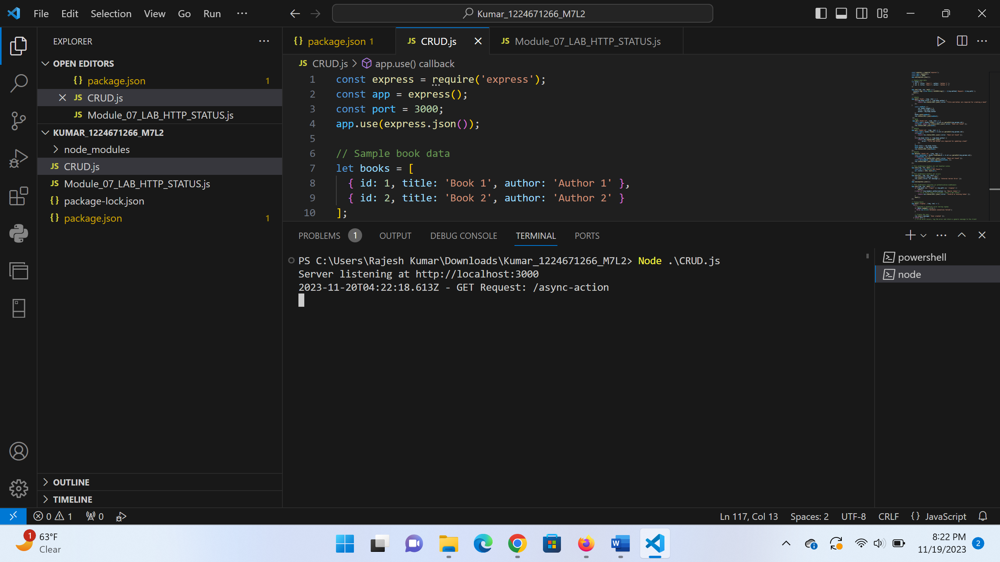 File Edit Selection View Go Run ···
Kumar_1224671266_M7L2
EXPLORER
OPEN EDITORS
{} package.json 1
JS CRUD.js
JS Module_07_LAB_HTTP_STATUS.js
KUMAR_1224671266_M7L2
node_modules
JS CRUD.js
JS Module_07_LAB_HTTP_STATUS.js
{} package-lock.json
{} package.json 1
OUTLINE
TIMELINE
{} package.json 1
JS CRUD.js
JS Module_07_LAB_HTTP_STATUS.js
JS CRUD.js > app.use() callback
1 const express = require('express');
2 const app = express();
3 const port = 3000;
4 app.use(express.json());
5
6 // Sample book data
7 let books = [
8 { id: 1, title: 'Book 1', author: 'Author 1' },
9 { id: 2, title: 'Book 2', author: 'Author 2' }
10 ];
PROBLEMS 1 OUTPUT DEBUG CONSOLE TERMINAL PORTS
PS C:\Users\Rajesh Kumar\Downloads\Kumar_1224671266_M7L2> Node .\CRUD.js
Server listening at http://localhost:3000
2023-11-20T04:22:18.613Z - GET Request: /async-action
powershell
node
0 1 0
Ln 117, Col 13 Spaces: 2 UTF-8 CRLF {} JavaScript
1
63°F
Clear
W
8:22 PM
11/19/2023
2